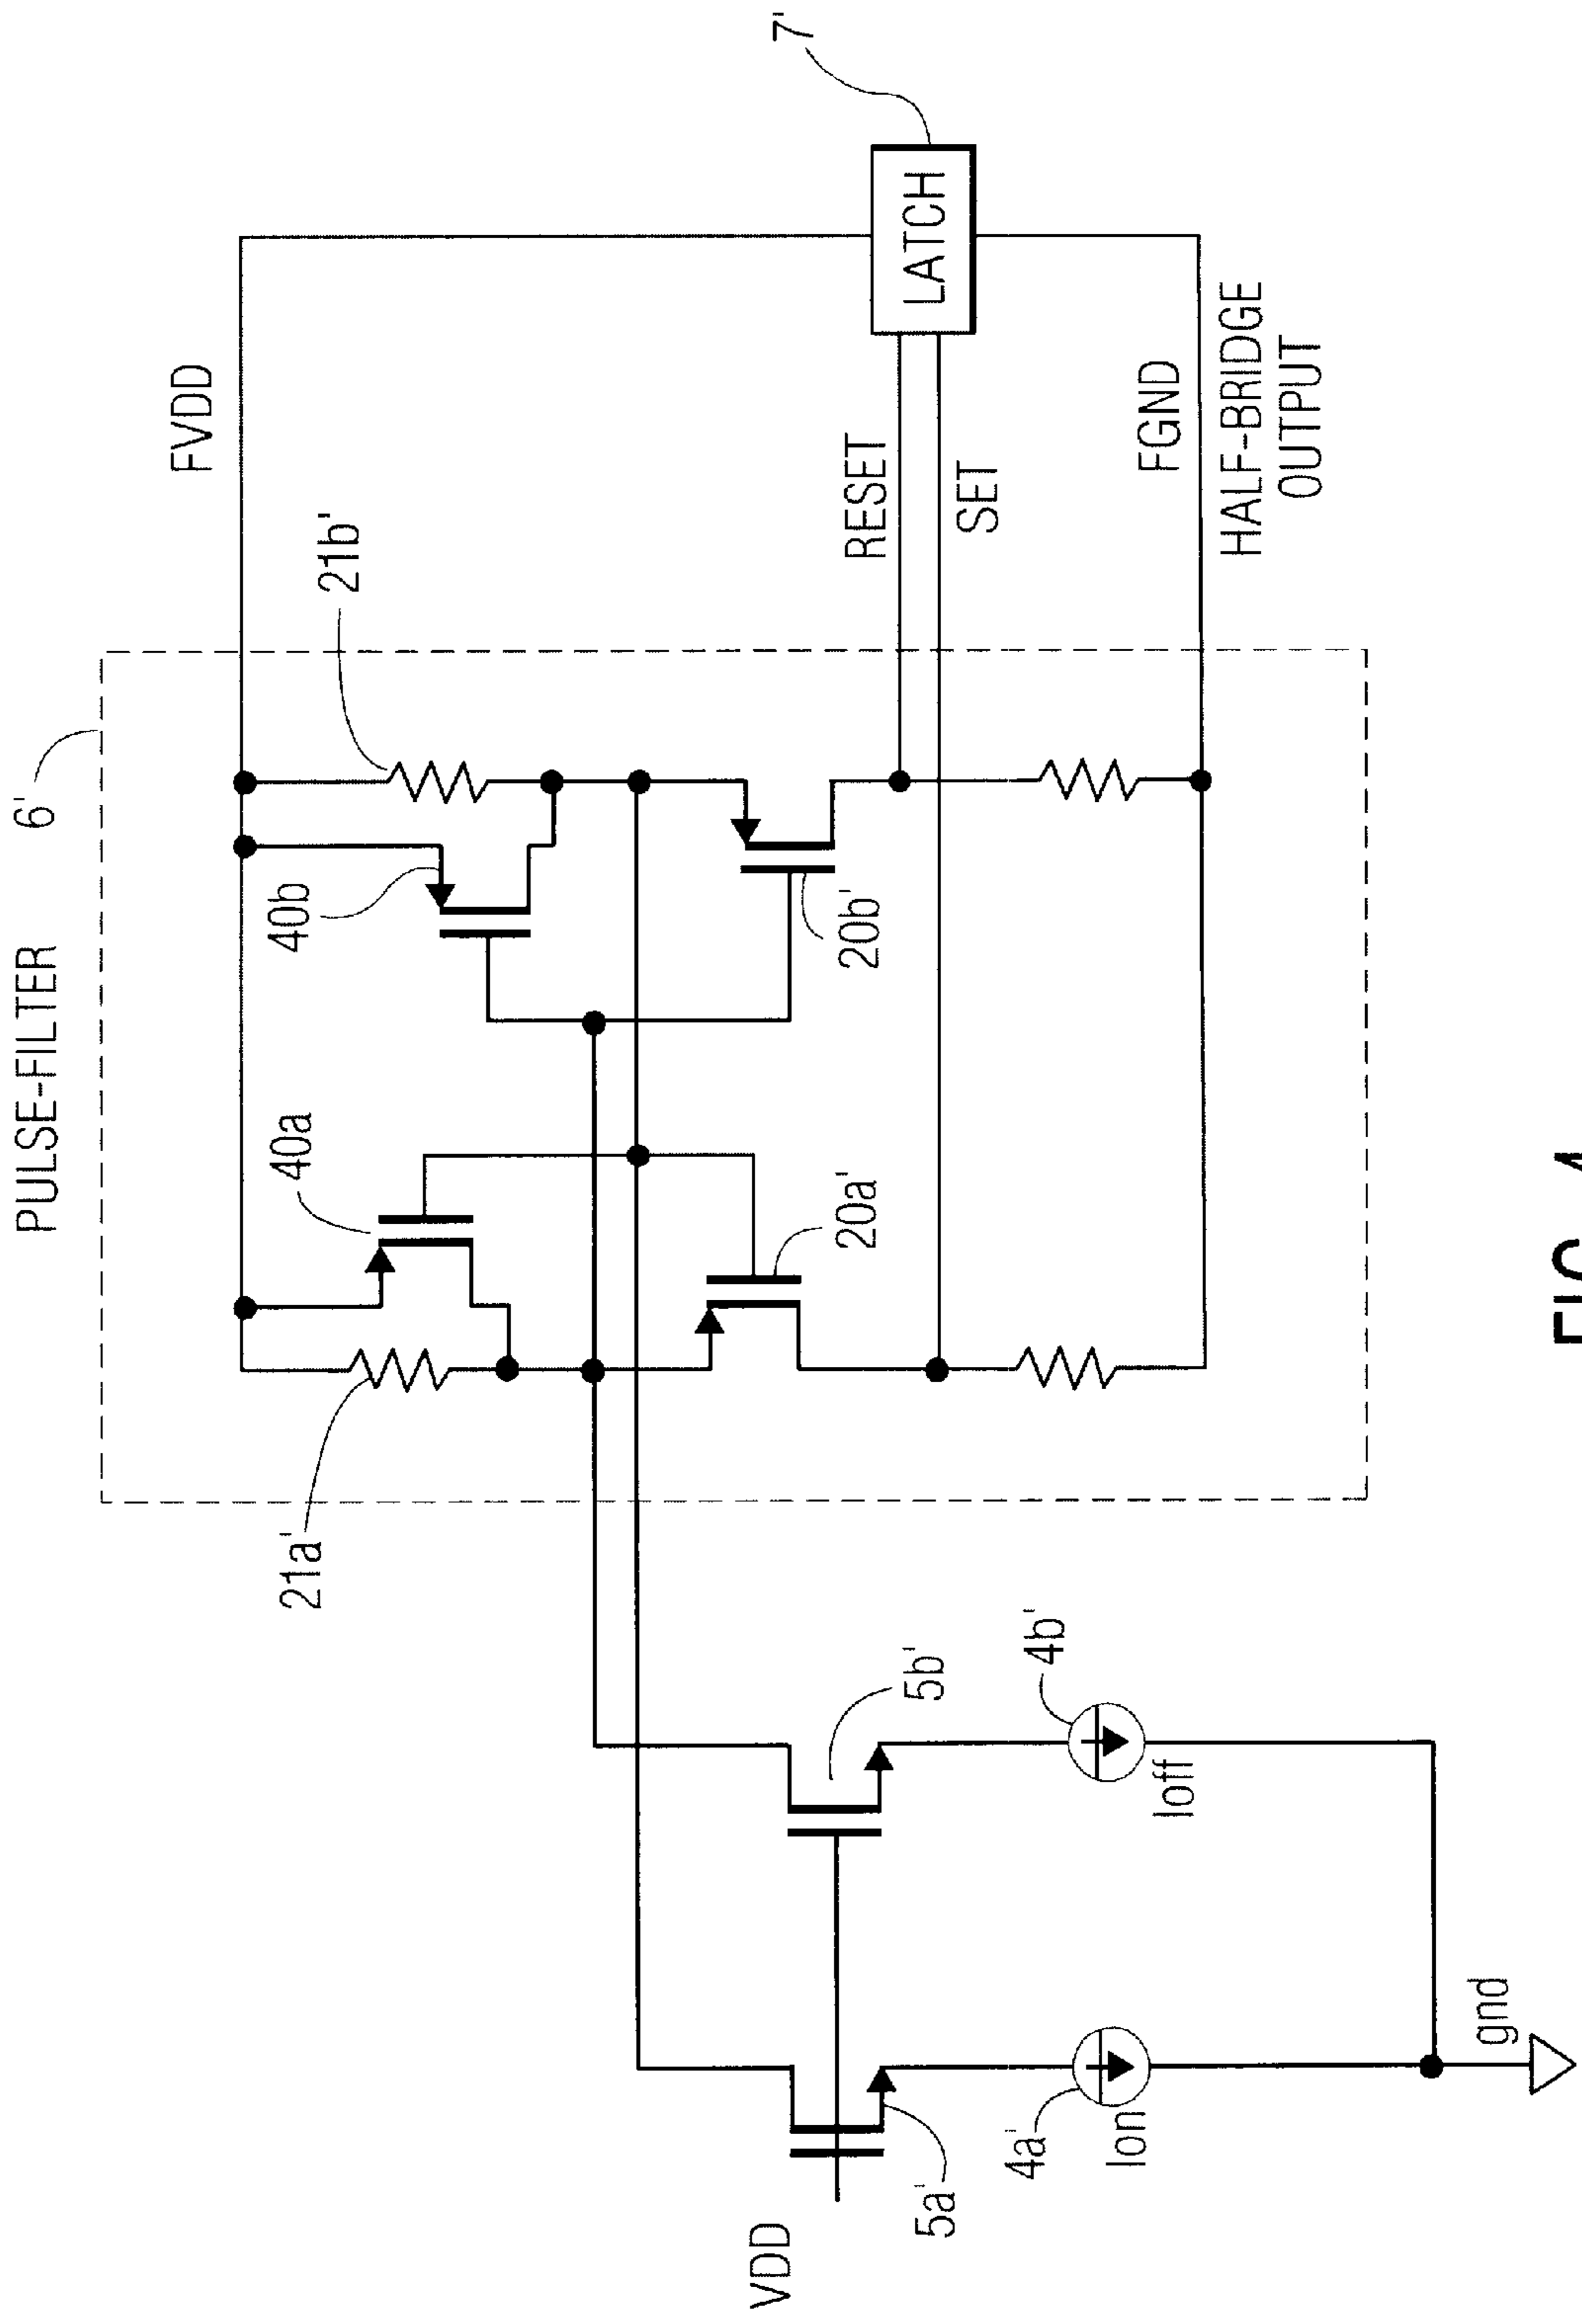 PULSE-FILTER 6'
FVDD
21a'
40a
40b
21b'
7'
LATCH
RESET
SET
20a'
20b'
FGND
HALF-BRIDGE
OUTPUT
VDD
5a'
5b'
4a'
Ion
4b'
Ioff
gnd